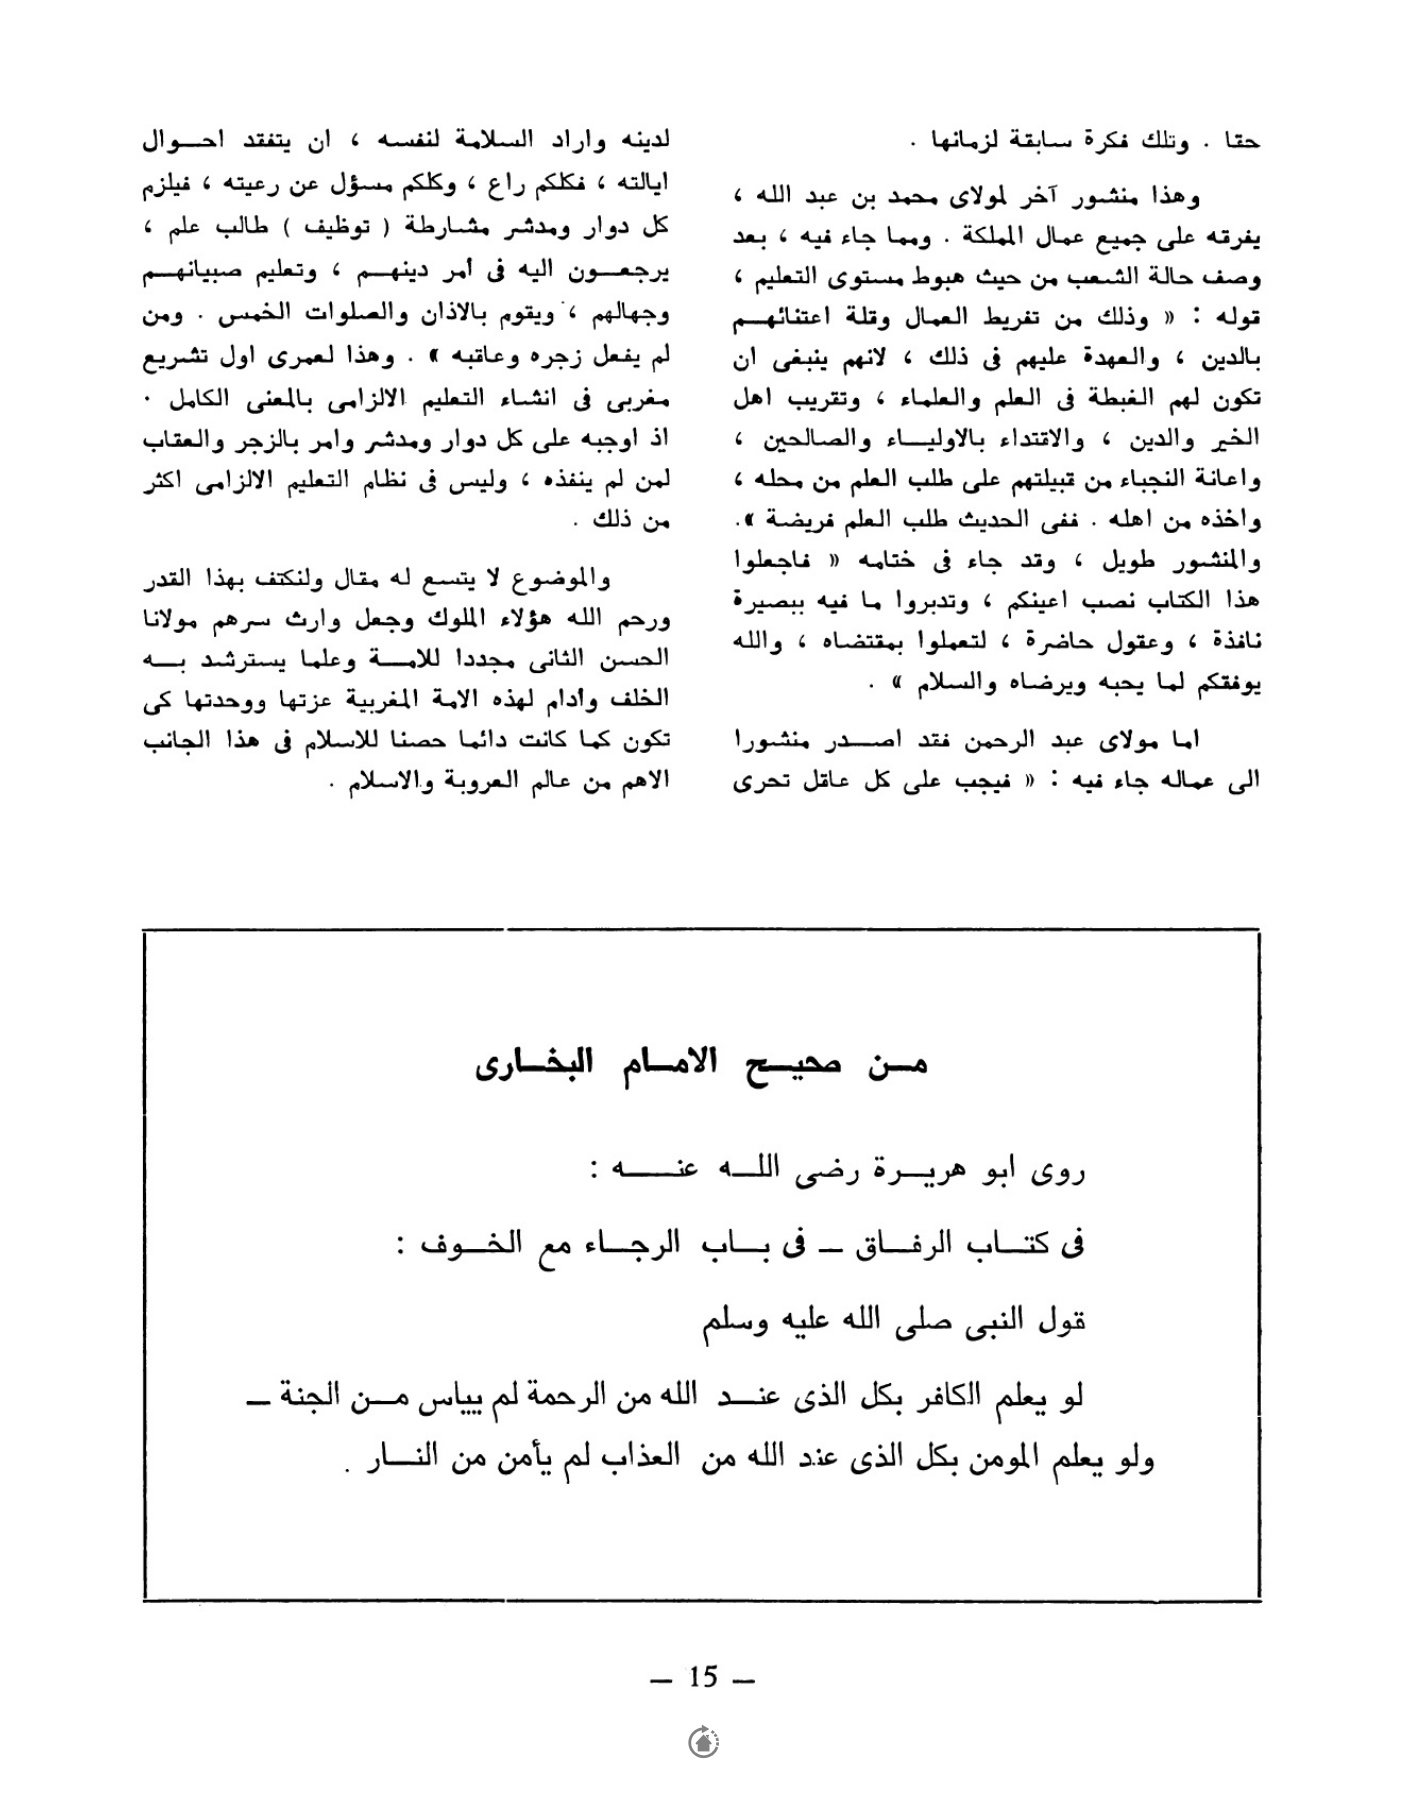 حقا . وتلك فكرة سابقة لزمانها .
وهذا منشور آخر لمولاى محمد بن عبد الله ،
يفرقه على جميع عمال المملكة . ومما جاء فيه ، بعد
وصف حالة الشعب من حيث هبوط مستوى التعليم ،
قوله : « وذلك من تفريط العمال وقلة اعتنائهم
بالدين ، والعهدة عليهم فى ذلك ، لانهم ينبغى ان
تكون لهم الغبطة فى العلم والعلماء ، وتقريب اهل
الخير والدين ، والاقتداء بالاولياء والصالحين ،
واعانة النجباء من قبيلتهم على طلب العلم من محله ،
واخذه من اهله . ففى الحديث طلب العلم فريضة ».
والمنشور طويل ، وقد جاء فى ختامه « فاجعلوا
هذا الكتاب نصب اعينكم ، وتدبروا ما فيه ببصيرة
نافذة ، وعقول حاضرة ، لتعملوا بمقتضاه ، والله
يوفقكم لما يحبه ويرضاه والسلام » .
اما مولاى عبد الرحمن فقد اصدر منشورا
الى عماله جاء فيه : « فيجب على كل عاقل تحرى
لدينه واراد السلامة لنفسه ، ان يتفقد احوال
ايالته ، فكلكم راع ، وكلكم مسؤل عن رعيته ، فيلزم
كل دوار ومدشر مشارطة ( توظيف ) طالب علم ،
يرجعون اليه فى أمر دينهم ، وتعليم صبيانهم
وجهالهم ، ويقوم بالاذان والصلوات الخمس . ومن
لم يفعل زجره وعاقبه » . وهذا لعمرى اول تشريع
مغربى فى انشاء التعليم الالزامى بالمعنى الكامل .
اذ اوجبه على كل دوار ومدشر وامر بالزجر والعقاب
لمن لم ينفذه ، وليس فى نظام التعليم الالزامى اكثر
من ذلك .
والموضوع لا يتسع له مقال ولنكتف بهذا القدر
ورحم الله هؤلاء الملوك وجعل وارث سرهم مولانا
الحسن الثانى مجددا للامة وعلما يسترشد به
الخلف وأدام لهذه الامة المغربية عزتها ووحدتها كى
تكون كما كانت دائما حصنا للاسلام فى هذا الجانب
الاهم من عالم العروبة والاسلام .
من صحيح الامام البخارى
روى ابو هريرة رضى الله عنه :
فى كتاب الرفاق – فى باب الرجاء مع الخوف :
قول النبى صلى الله عليه وسلم
لو يعلم الكافر بكل الذى عند الله من الرحمة لم يياس من الجنة –
ولو يعلم المومن بكل الذى عند الله من العذاب لم يأمن من النار .
– 15 –